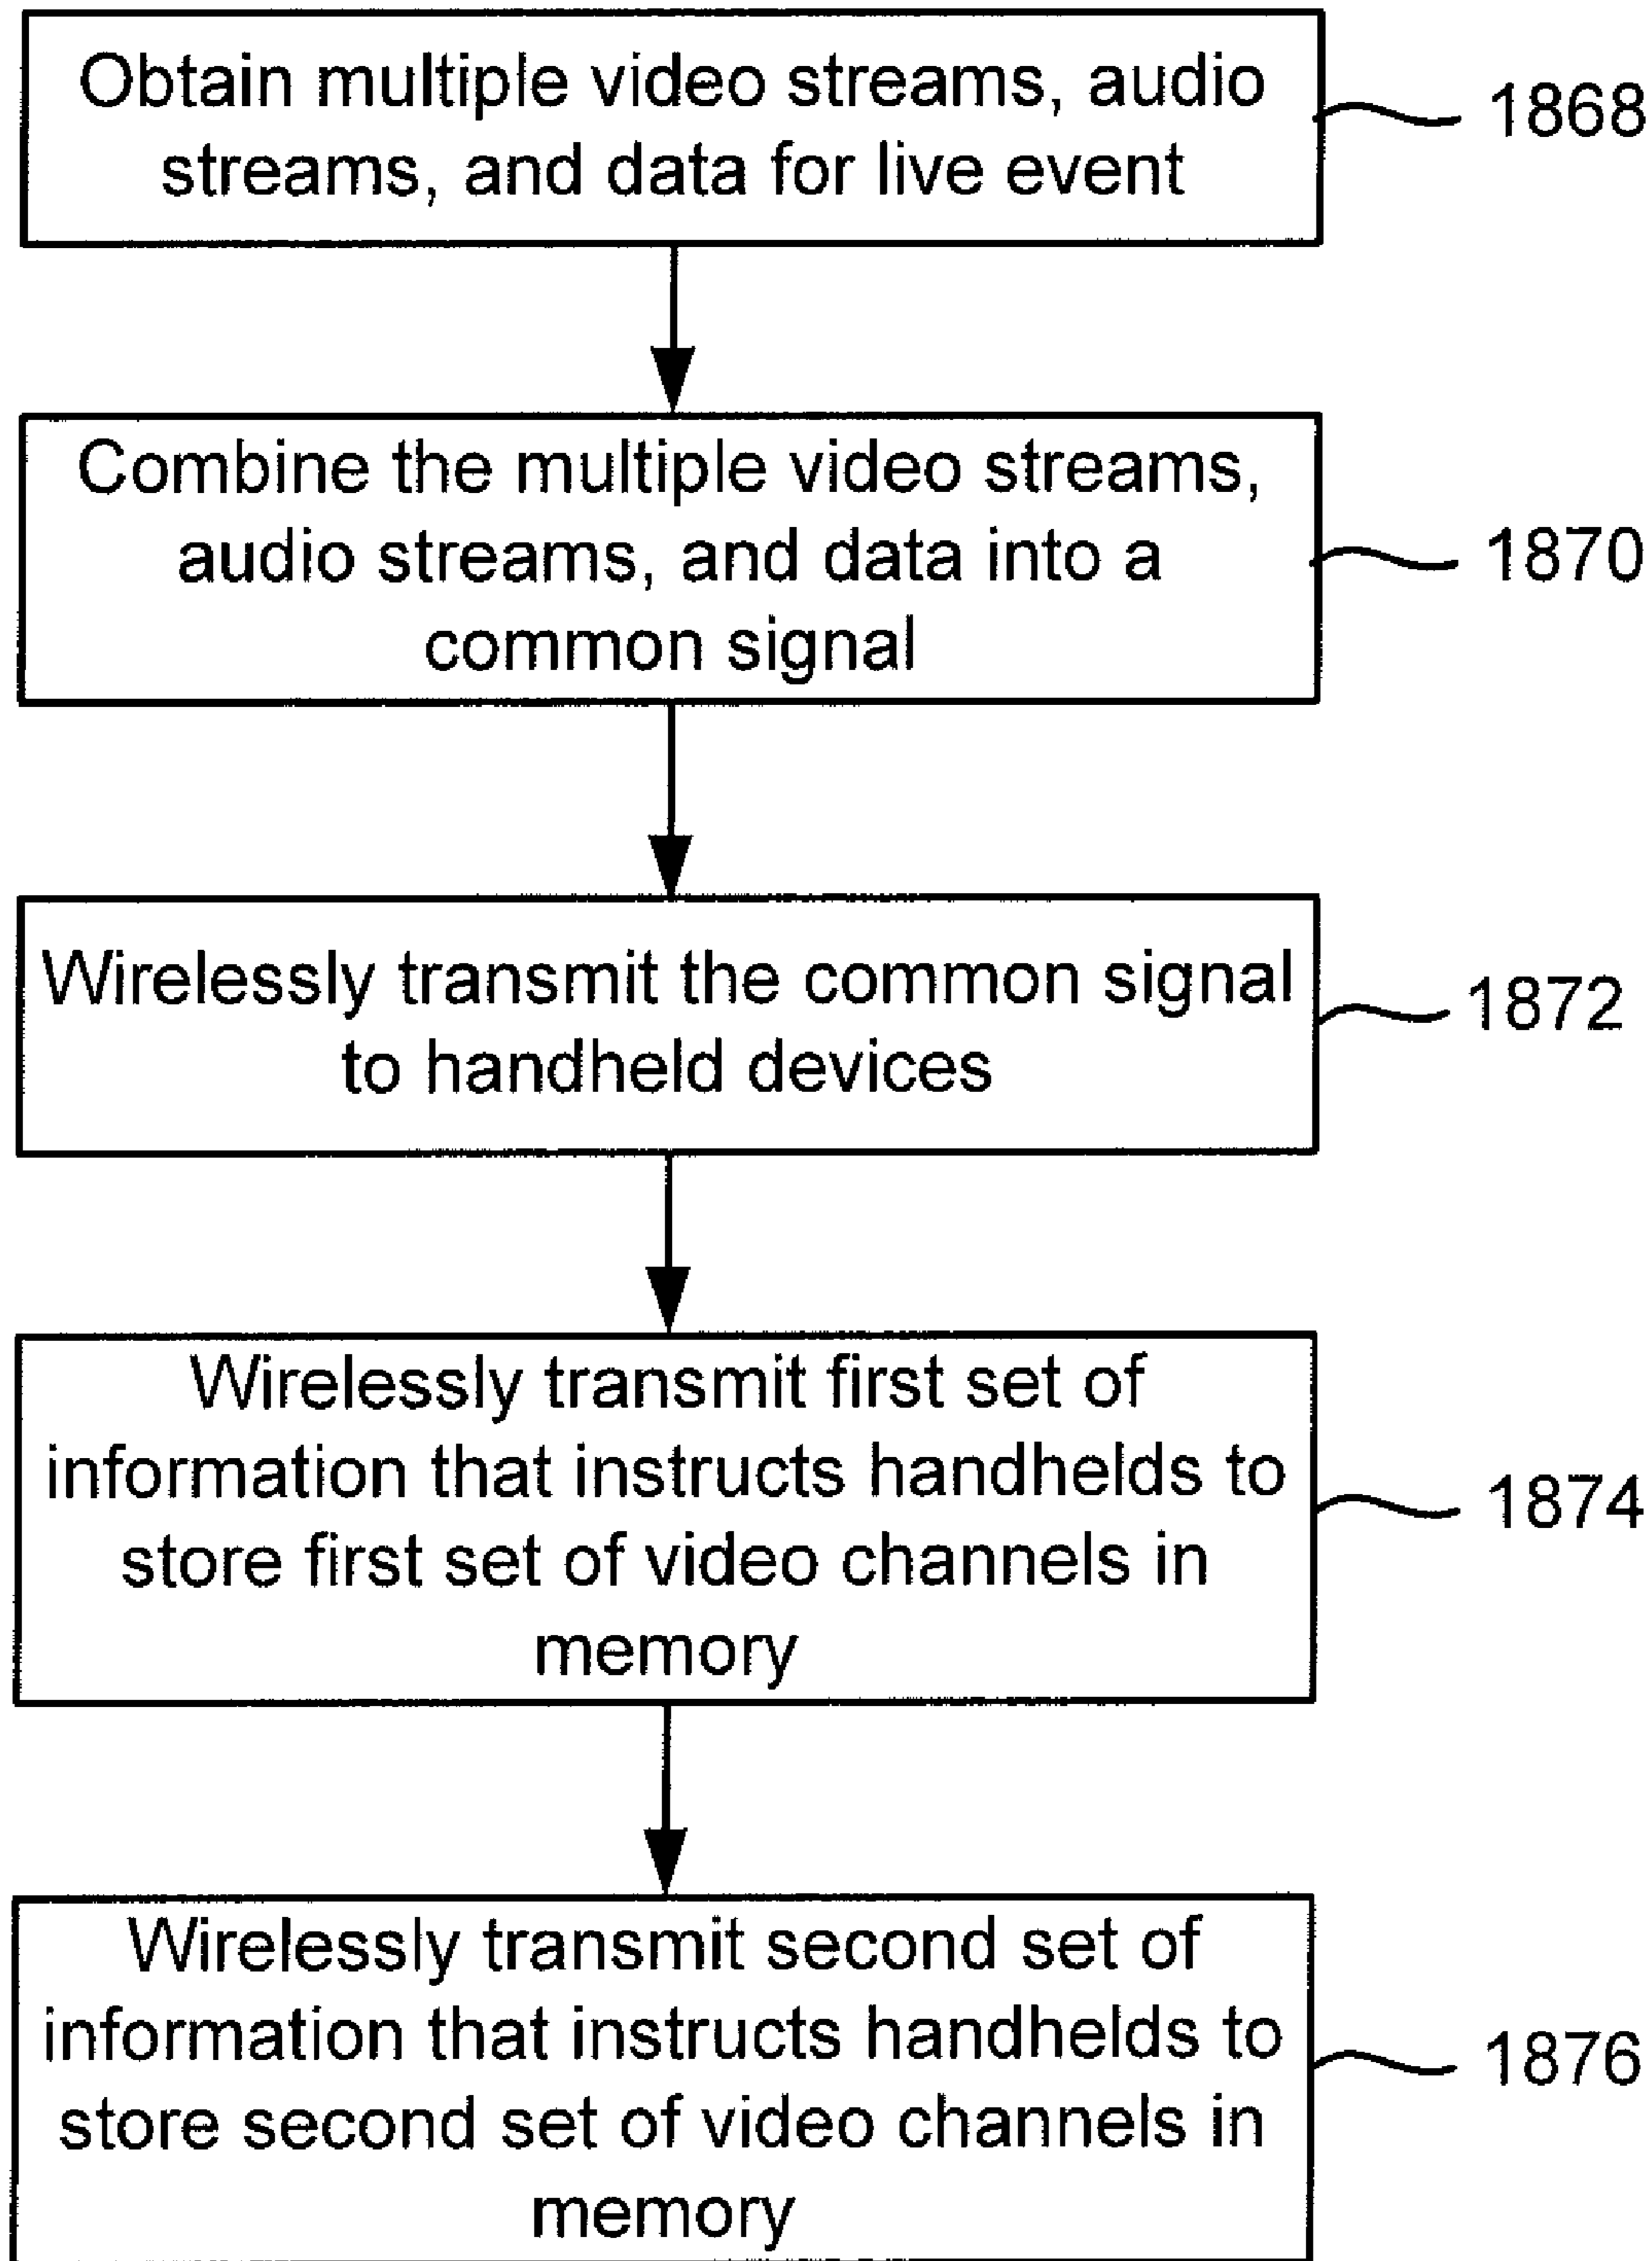 Obtain multiple video streams, audio
streams, and data for live event
1868
Combine the multiple video streams,
audio streams, and data into a
common signal
1870
Wirelessly transmit the common signal
to handheld devices
1872
Wirelessly transmit first set of
information that instructs handhelds to
store first set of video channels in
memory
1874
Wirelessly transmit second set of
information that instructs handhelds to
store second set of video channels in
memory
1876